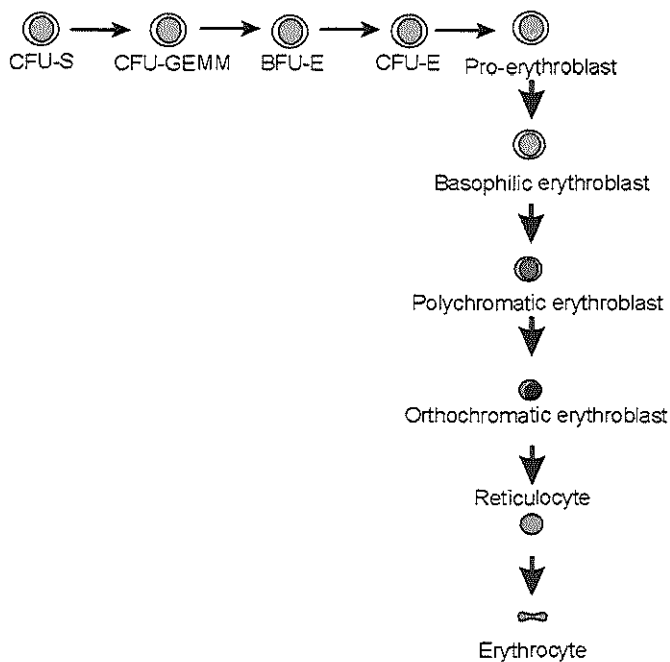 CFU-S
CFU-GEMM
BFU-E
CFU-E
Pro-erythroblast
Basophilic erythroblast
Polychromatic erythroblast
Orthochromatic erythroblast
Reticulocyte
Erythrocyte